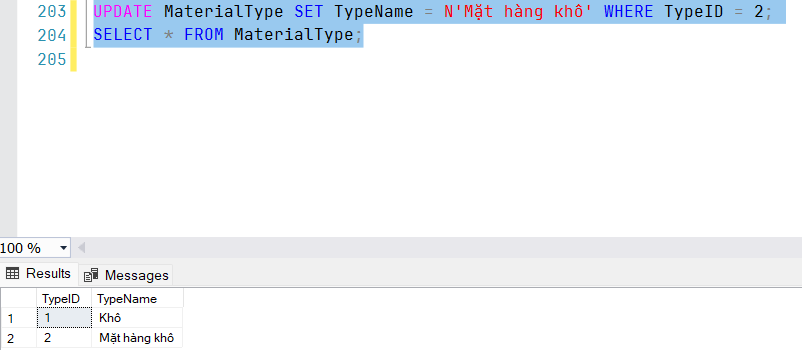 203 UPDATE MaterialType SET TypeName = N'Mặt hàng khô' WHERE TypeID = 2;
204 SELECT * FROM MaterialType;
205
100 %
Results Messages
TypeID TypeName
1 1 Khô
2 2 Mặt hàng khô